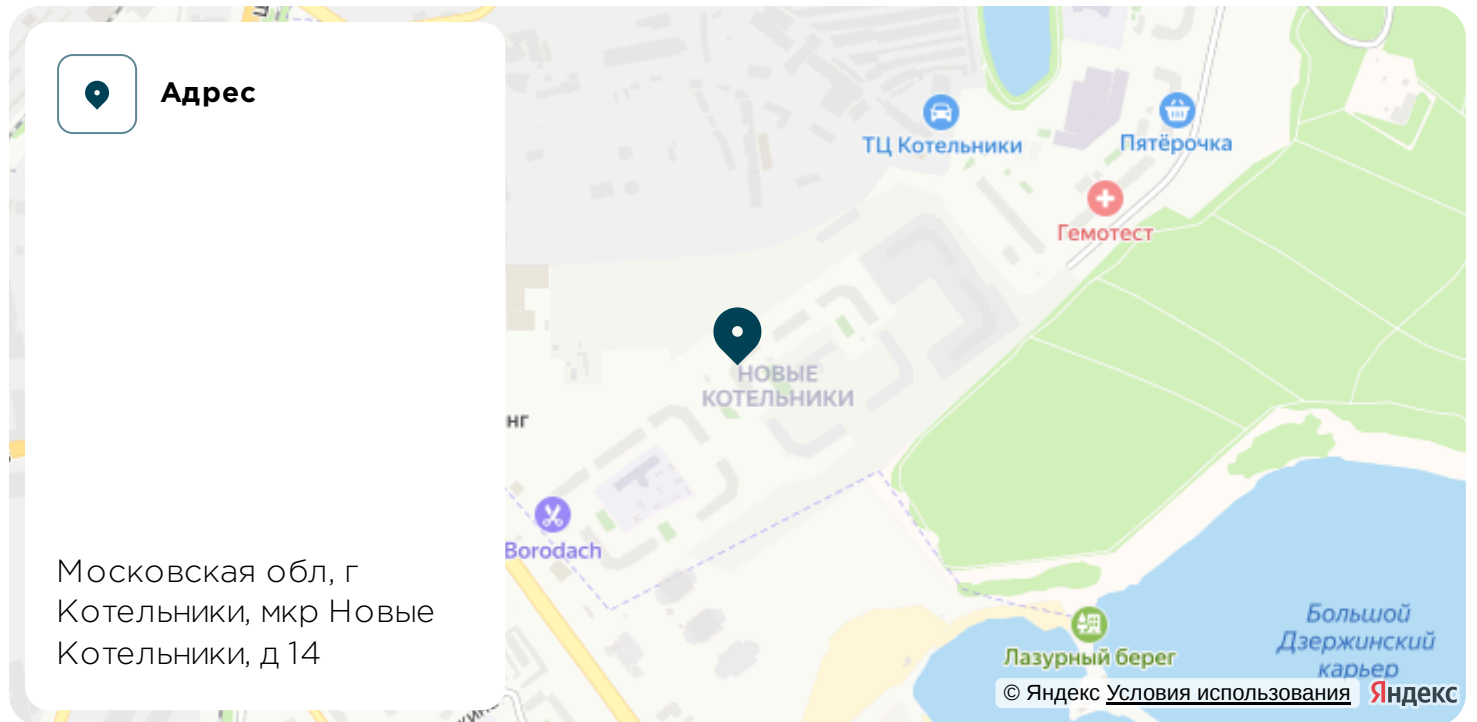 Адрес
Московская обл, г
Котельники, мкр Новые
Котельники, д 14
ТЦ Котельники
Пятёрочка
Гемотест
НОВЫЕ
КОТЕЛЬНИКИ
нг
Borodach
Лазурный берег
Большой
Дзержинский
карьер
© Яндекс Условия использования Яндекс